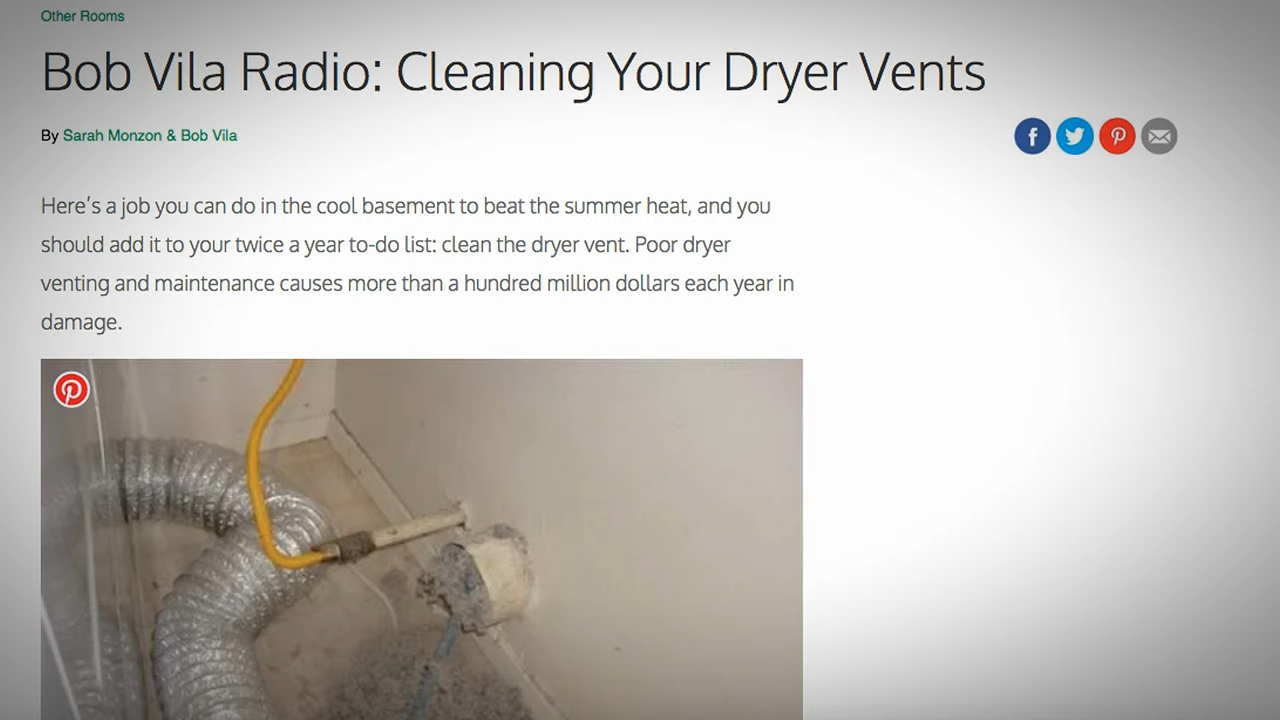 Other Rooms
Bob Vila Radio: Cleaning Your Dryer Vents
By Sarah Monzon & Bob Vila
Here’s a job you can do in the cool basement to beat the summer heat, and you
should add it to your twice a year to-do list: clean the dryer vent. Poor dryer
venting and maintenance causes more than a hundred million dollars each year in
damage.